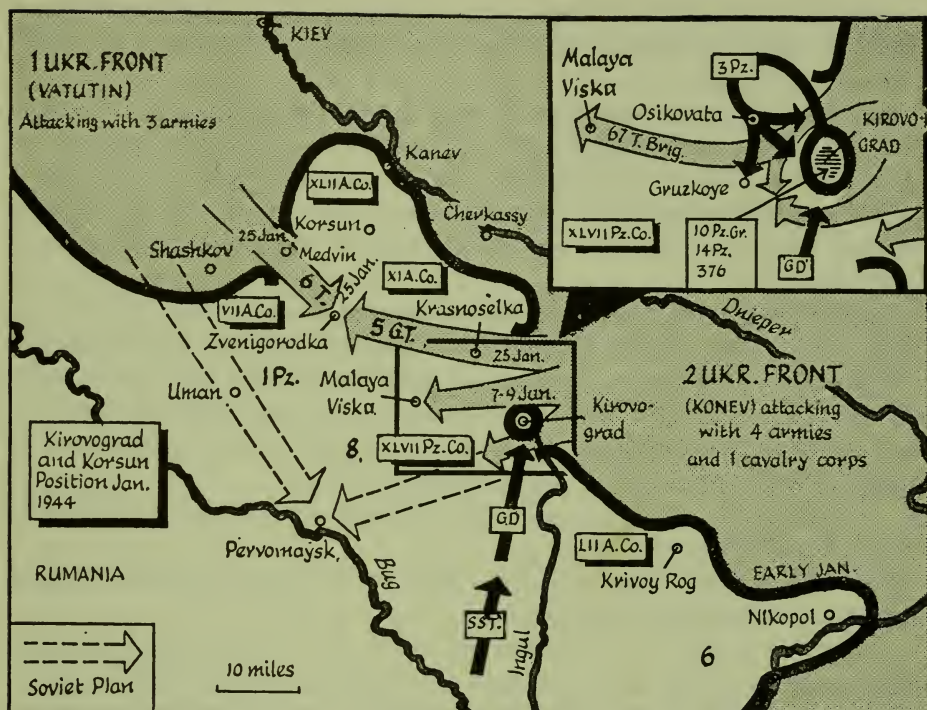 KIEV
1 UKR. FRONT
(VATUTIN)
Attacking with 3 armies
Kanev
XLII A.Co.
Korsun
Cherkassy
25 Jan.
Medvin
Shashkov
6 T.
25 Jan.
XI A.Co.
VII A.Co.
Zvenigorodka
Krasnoselka
5 G.T.
25 Jan.
1 Pz.
Uman
Malaya
Viska
7-9 Jan.
Kirovo-
grad
8.
XLVII Pz.Co.
Kirovograd
and Korsun
Position Jan.
1944
Pervomaysk.
GD
Bug
RUMANIA
S.S.T.
Ingul
LII A.Co.
Krivoy Rog
EARLY JAN.
Nikopol
6
Dnieper
2 UKR. FRONT
(KONEV) attacking
with 4 armies
and 1 cavalry corps
Soviet Plan
10 miles
Malaya
Viska
3 Pz.
Osikovata
KIROVO-
GRAD
67 T. Brig.
Gruzkoye
XLVII Pz.Co.
10 Pz.Gr.
14 Pz.
376
GD